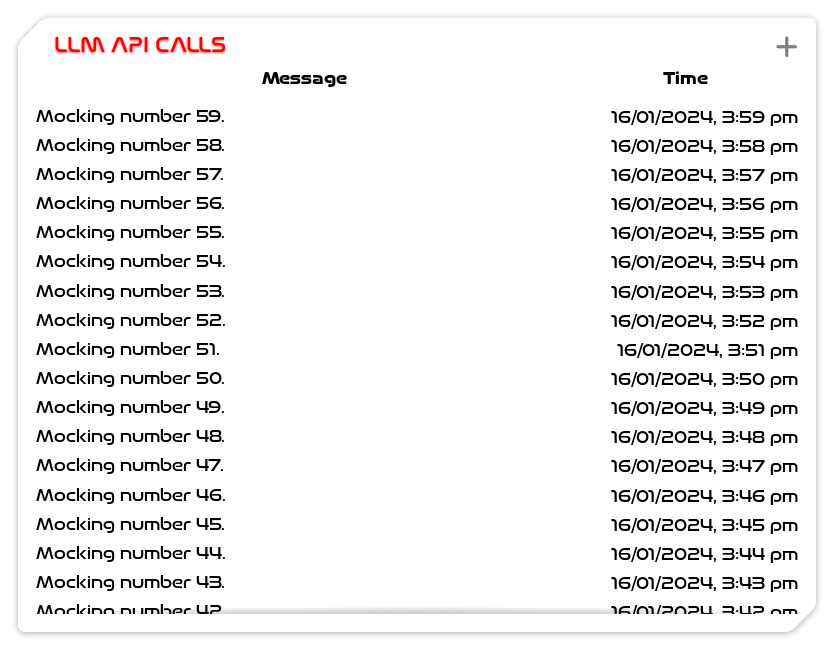 LLM API CALLS
Message Time
Mocking number 59. 16/01/2024, 3:59 pm
Mocking number 58. 16/01/2024, 3:58 pm
Mocking number 57. 16/01/2024, 3:57 pm
Mocking number 56. 16/01/2024, 3:56 pm
Mocking number 55. 16/01/2024, 3:55 pm
Mocking number 54. 16/01/2024, 3:54 pm
Mocking number 53. 16/01/2024, 3:53 pm
Mocking number 52. 16/01/2024, 3:52 pm
Mocking number 51. 16/01/2024, 3:51 pm
Mocking number 50. 16/01/2024, 3:50 pm
Mocking number 49. 16/01/2024, 3:49 pm
Mocking number 48. 16/01/2024, 3:48 pm
Mocking number 47. 16/01/2024, 3:47 pm
Mocking number 46. 16/01/2024, 3:46 pm
Mocking number 45. 16/01/2024, 3:45 pm
Mocking number 44. 16/01/2024, 3:44 pm
Mocking number 43. 16/01/2024, 3:43 pm
Mocking number 42 16/01/2024, 3:42 pm